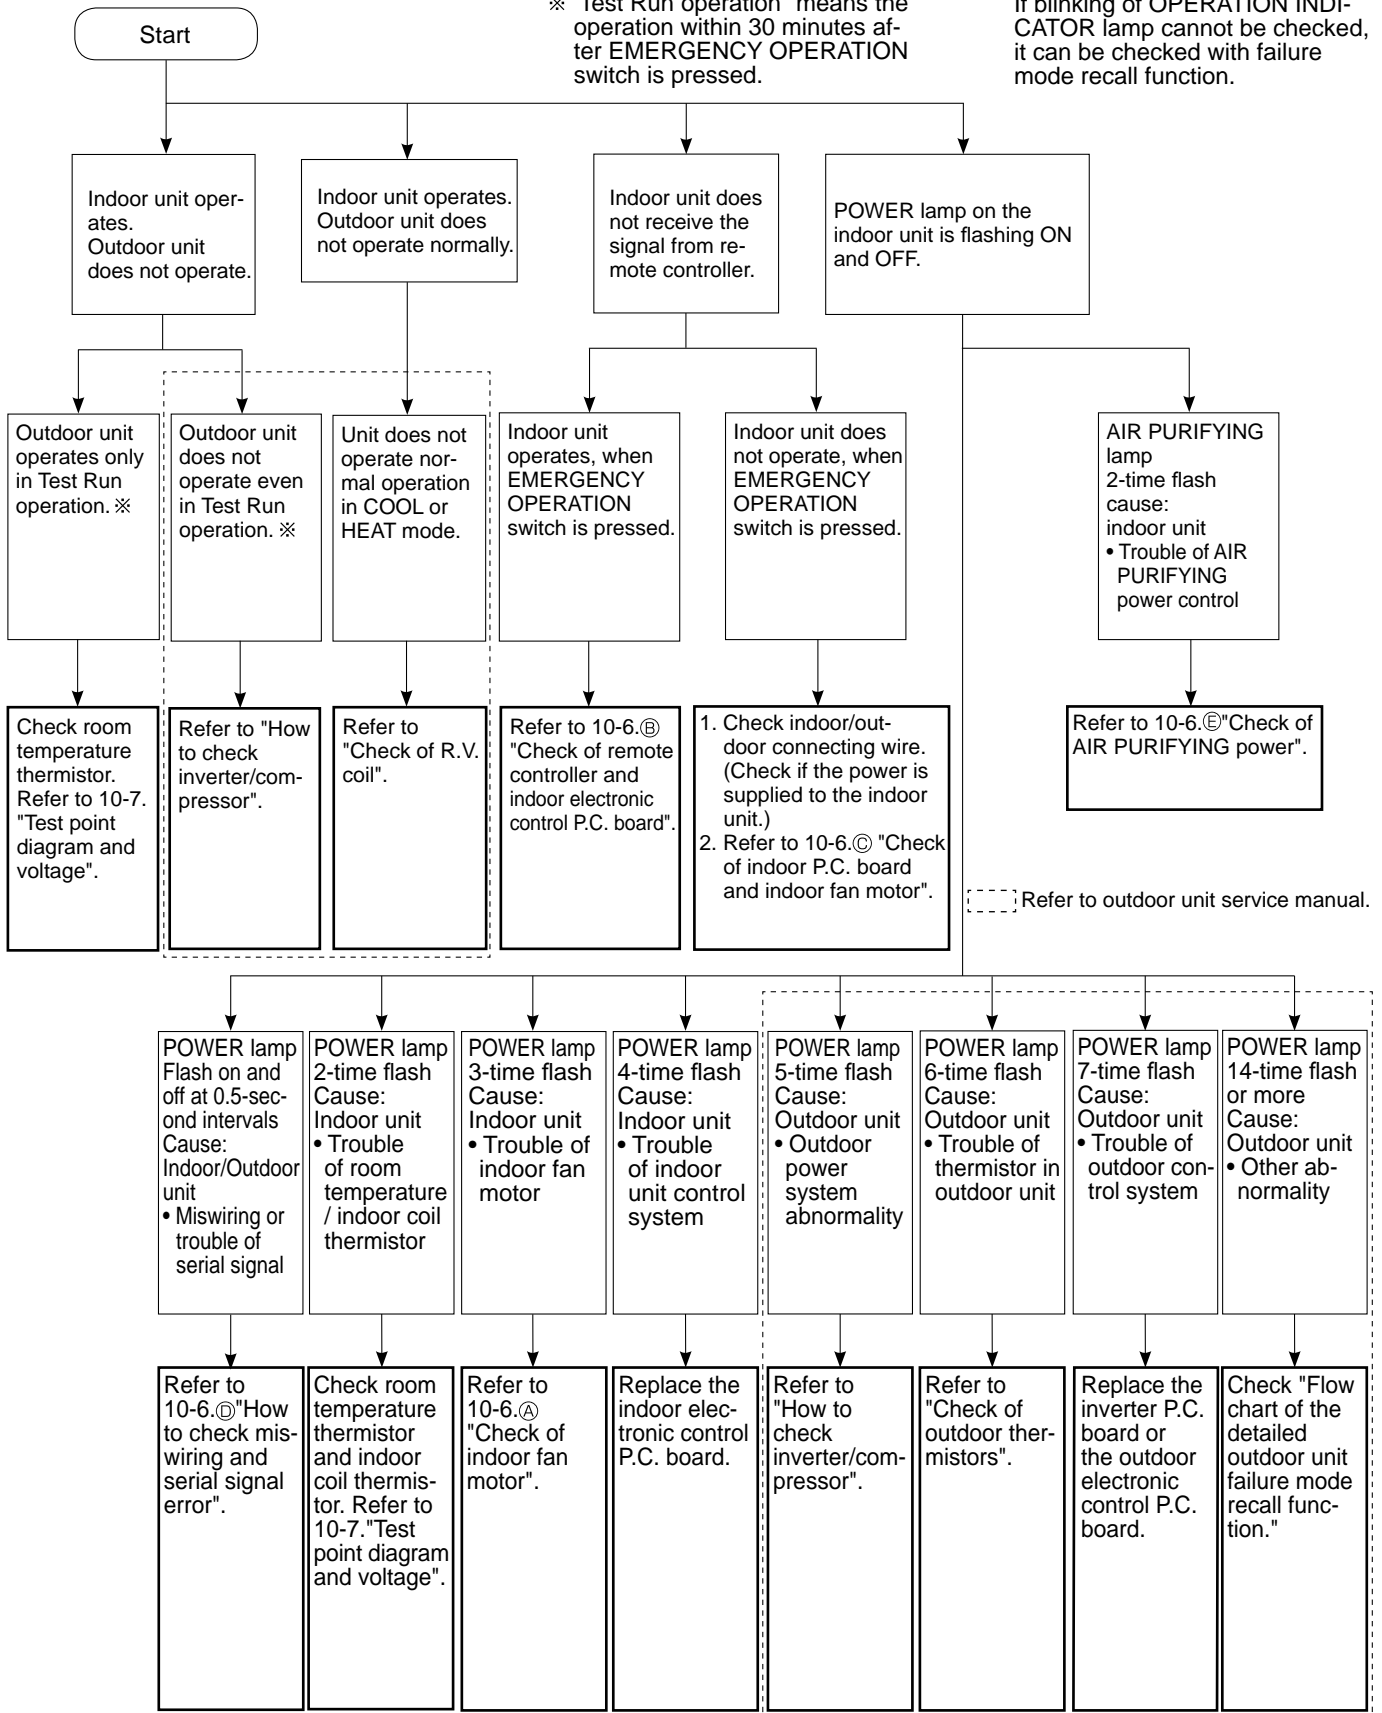 ※ "Test Run operation" means the
operation within 30 minutes af-
ter EMERGENCY OPERATION
switch is pressed.
If blinking of OPERATION INDI-
CATOR lamp cannot be checked,
it can be checked with failure
mode recall function.
Start
Indoor unit oper-
ates.
Outdoor unit
does not operate.
Indoor unit operates.
Outdoor unit does
not operate normally.
Indoor unit does
not receive the
signal from re-
mote controller.
POWER lamp on the
indoor unit is flashing ON
and OFF.
Outdoor unit
operates only
in Test Run
operation. ※
Outdoor unit
does not
operate even
in Test Run
operation. ※
Unit does not
operate nor-
mal operation
in COOL or
HEAT mode.
Indoor unit
operates, when
EMERGENCY
OPERATION
switch is pressed.
Indoor unit does
not operate, when
EMERGENCY
OPERATION
switch is pressed.
AIR PURIFYING
lamp
2-time flash
cause:
indoor unit
• Trouble of AIR
PURIFYING
power control
Check room
temperature
thermistor.
Refer to 10-7.
"Test point
diagram and
voltage".
Refer to "How
to check
inverter/com-
pressor".
Refer to
"Check of R.V.
coil".
Refer to 10-6.Ⓑ
"Check of remote
controller and
indoor electronic
control P.C. board".
1. Check indoor/out-
door connecting wire.
(Check if the power is
supplied to the indoor
unit.)
2. Refer to 10-6.Ⓒ "Check
of indoor P.C. board
and indoor fan motor".
Refer to 10-6.Ⓔ"Check of
AIR PURIFYING power".
Refer to outdoor unit service manual.
POWER lamp
Flash on and
off at 0.5-sec-
ond intervals
Cause:
Indoor/Outdoor
unit
• Miswiring or
trouble of
serial signal
POWER lamp
2-time flash
Cause:
Indoor unit
• Trouble
of room
temperature
/ indoor coil
thermistor
POWER lamp
3-time flash
Cause:
Indoor unit
• Trouble of
indoor fan
motor
POWER lamp
4-time flash
Cause:
Indoor unit
• Trouble
of indoor
unit control
system
POWER lamp
5-time flash
Cause:
Outdoor unit
• Outdoor
power
system
abnormality
POWER lamp
6-time flash
Cause:
Outdoor unit
• Trouble of
thermistor in
outdoor unit
POWER lamp
7-time flash
Cause:
Outdoor unit
• Trouble of
outdoor con-
trol system
POWER lamp
14-time flash
or more
Cause:
Outdoor unit
• Other ab-
normality
Refer to
10-6.Ⓓ"How
to check mis-
wiring and
serial signal
error".
Check room
temperature
thermistor
and indoor
coil thermis-
tor. Refer to
10-7."Test
point diagram
and voltage".
Refer to
10-6.Ⓐ
"Check of
indoor fan
motor".
Replace the
indoor elec-
tronic control
P.C. board.
Refer to
"How to
check
inverter/com-
pressor".
Refer to
"Check of
outdoor ther-
mistors".
Replace the
inverter P.C.
board or
the outdoor
electronic
control P.C.
board.
Check "Flow
chart of the
detailed
outdoor unit
failure mode
recall func-
tion."